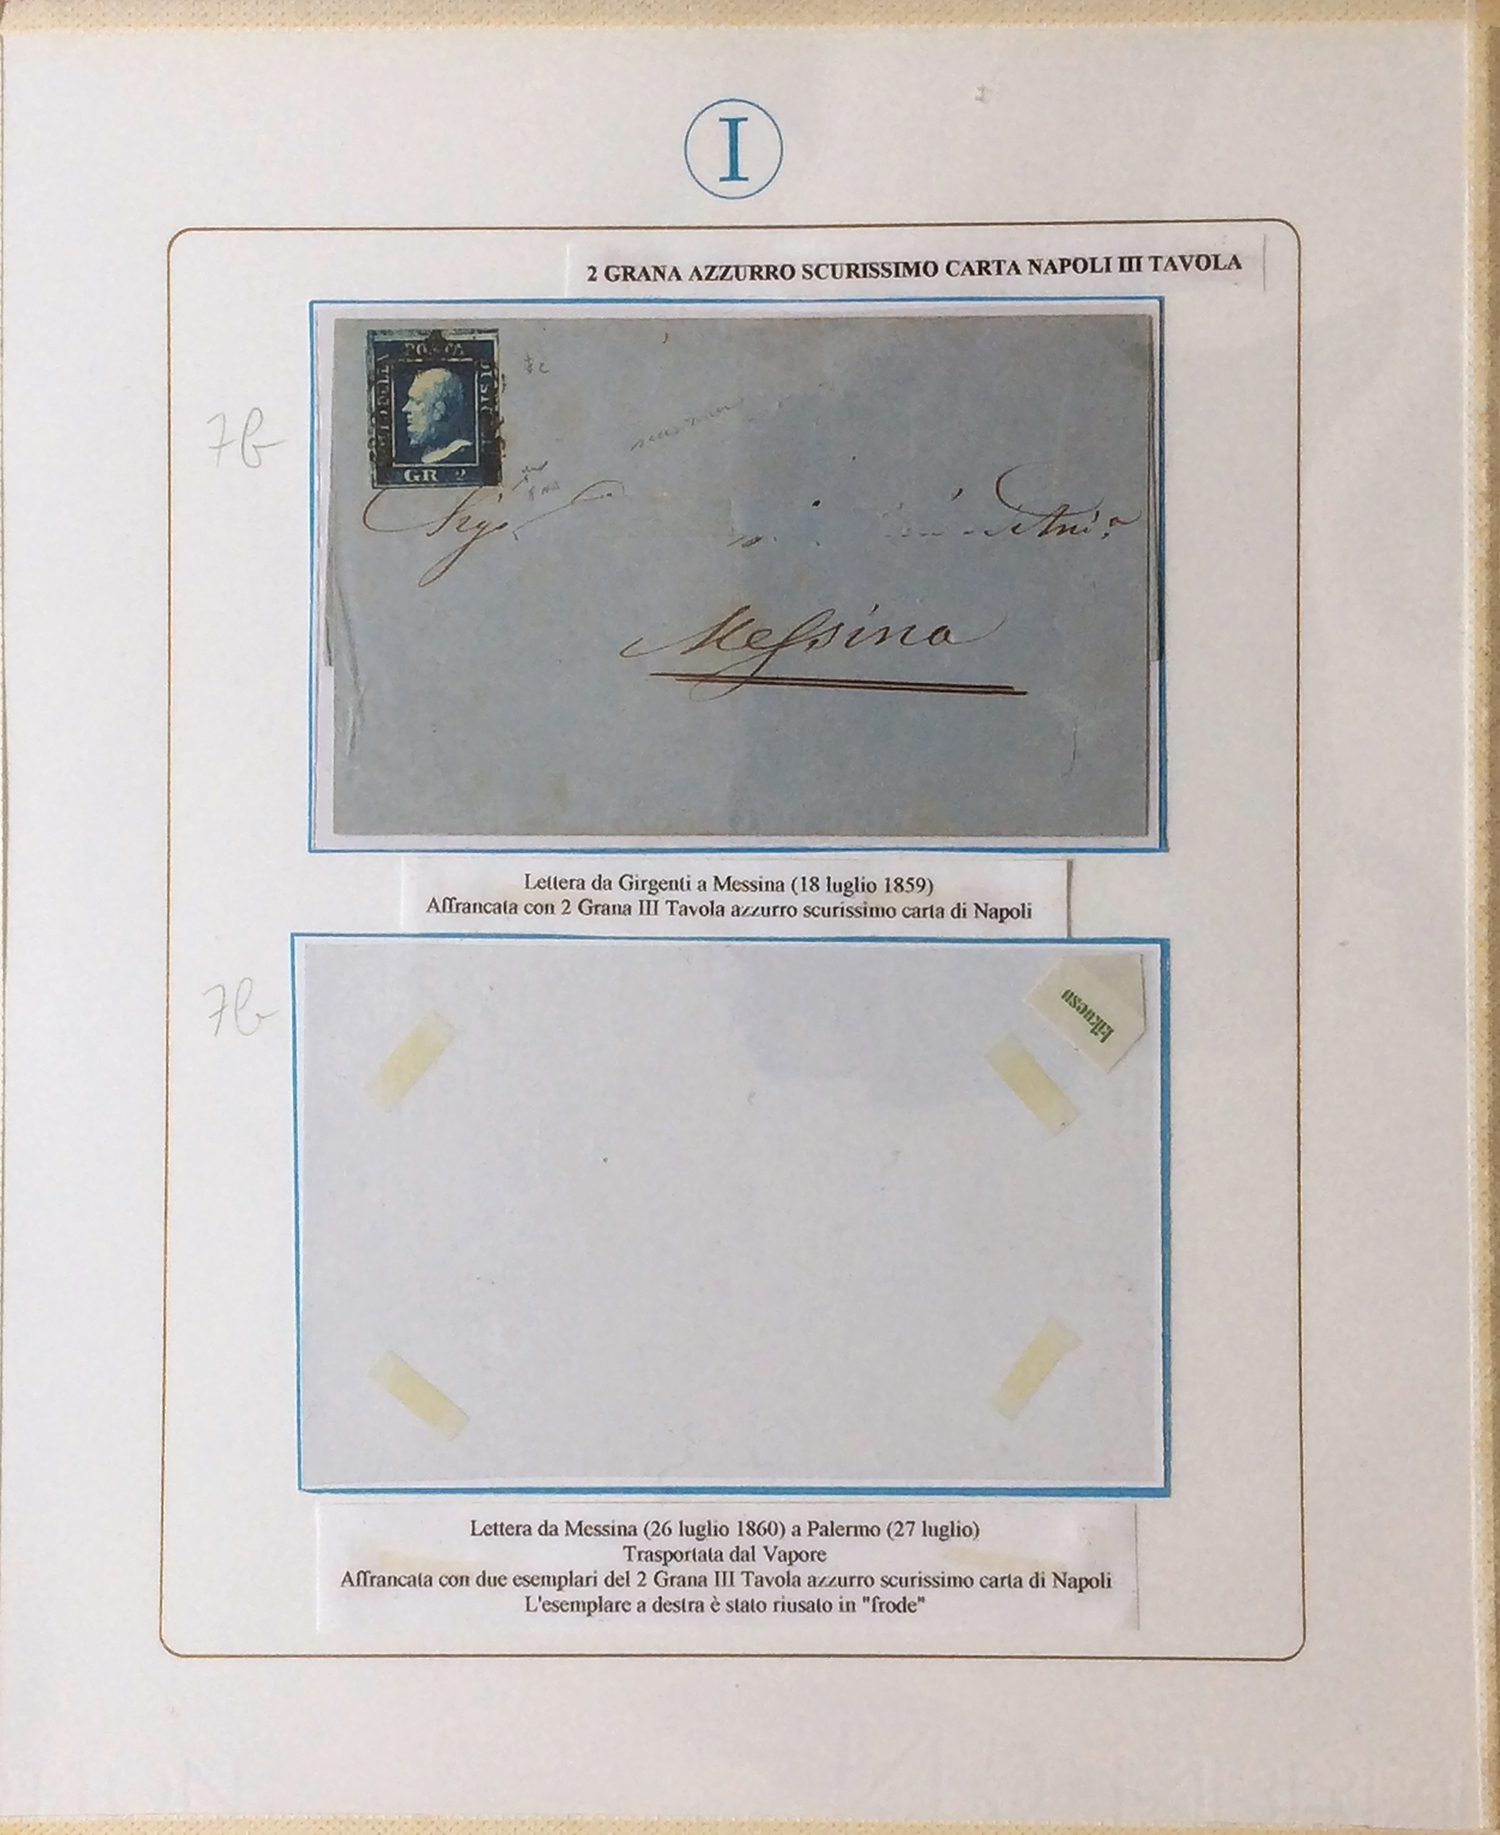 I
2 GRANA AZZURRO SCURISSIMO CARTA NAPOLI III TAVOLA
POSTA
GR 2
7b
Messina
Lettera da Girgenti a Messina (18 luglio 1859)
Affrancata con 2 Grana III Tavola azzurro scurissimo carta di Napoli
7b
Lettera da Messina (26 luglio 1860) a Palermo (27 luglio)
Trasportata dal Vapore
Affrancata con due esemplari del 2 Grana III Tavola azzurro scurissimo carta di Napoli
L'esemplare a destra è stato riusato in "frode"